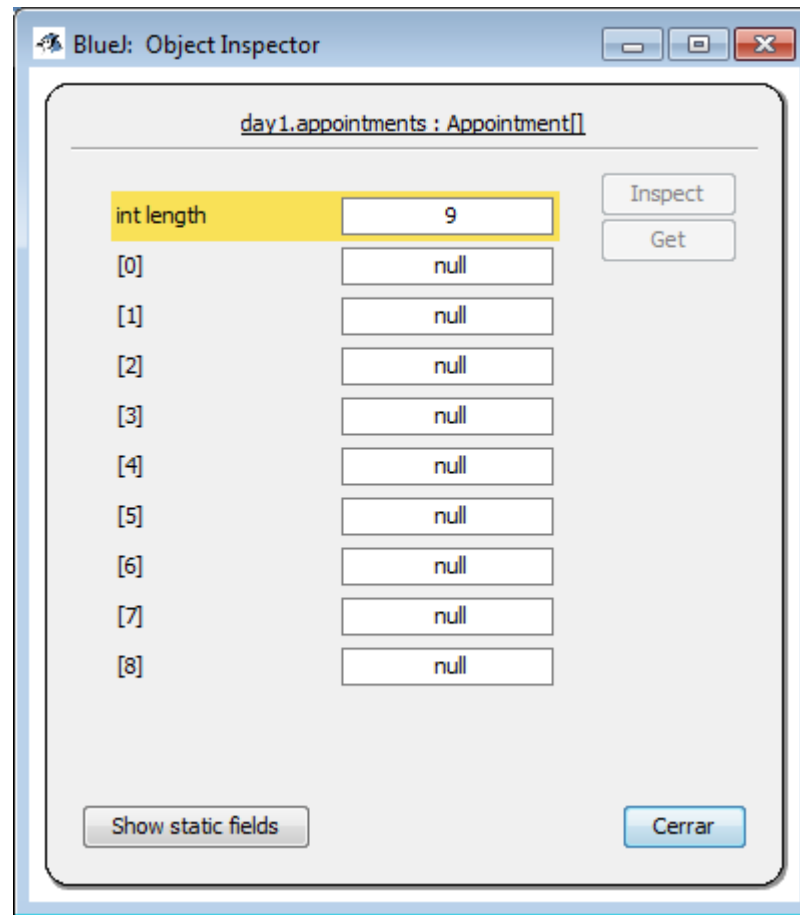 BlueJ: Object Inspector
day1.appointments : Appointment[]
int length 9
Inspect
Get
[0] null
[1] null
[2] null
[3] null
[4] null
[5] null
[6] null
[7] null
[8] null
Show static fields Cerrar